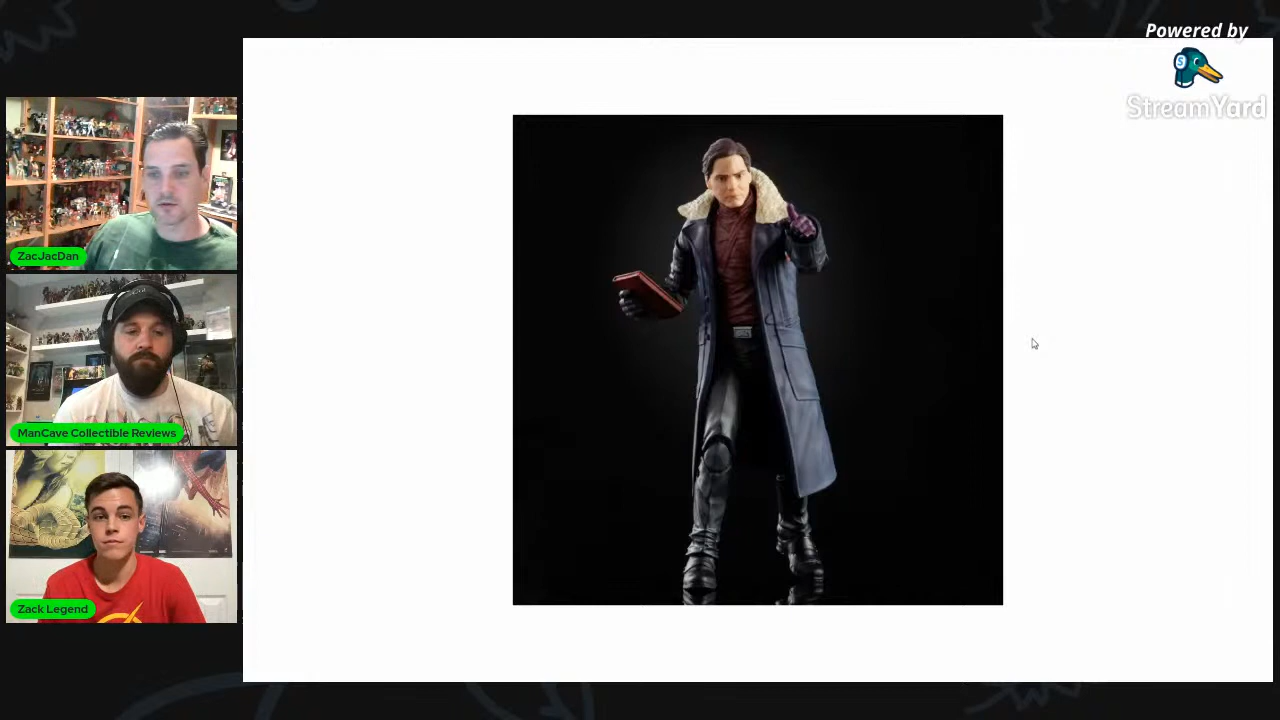 Powered by
S
StreamYard
ZacJacDan
ManCave Collectible Reviews
Zack Legend